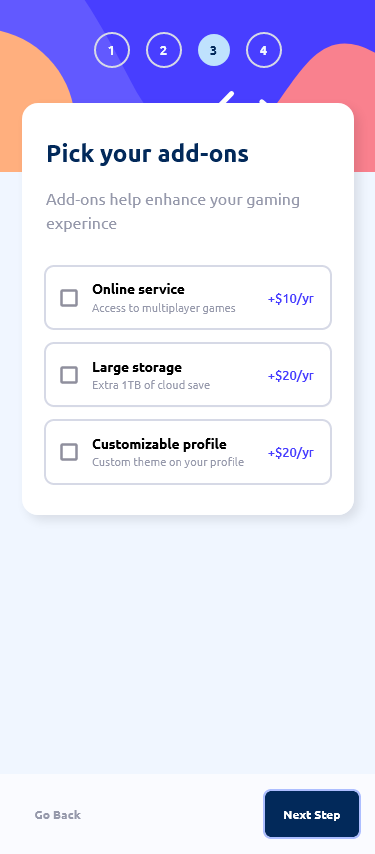 1 2 3 4
Pick your add-ons
Add-ons help enhance your gaming
experince
Online service
Access to multiplayer games
+$10/yr
Large storage
Extra 1TB of cloud save
+$20/yr
Customizable profile
Custom theme on your profile
+$20/yr
Go Back
Next Step